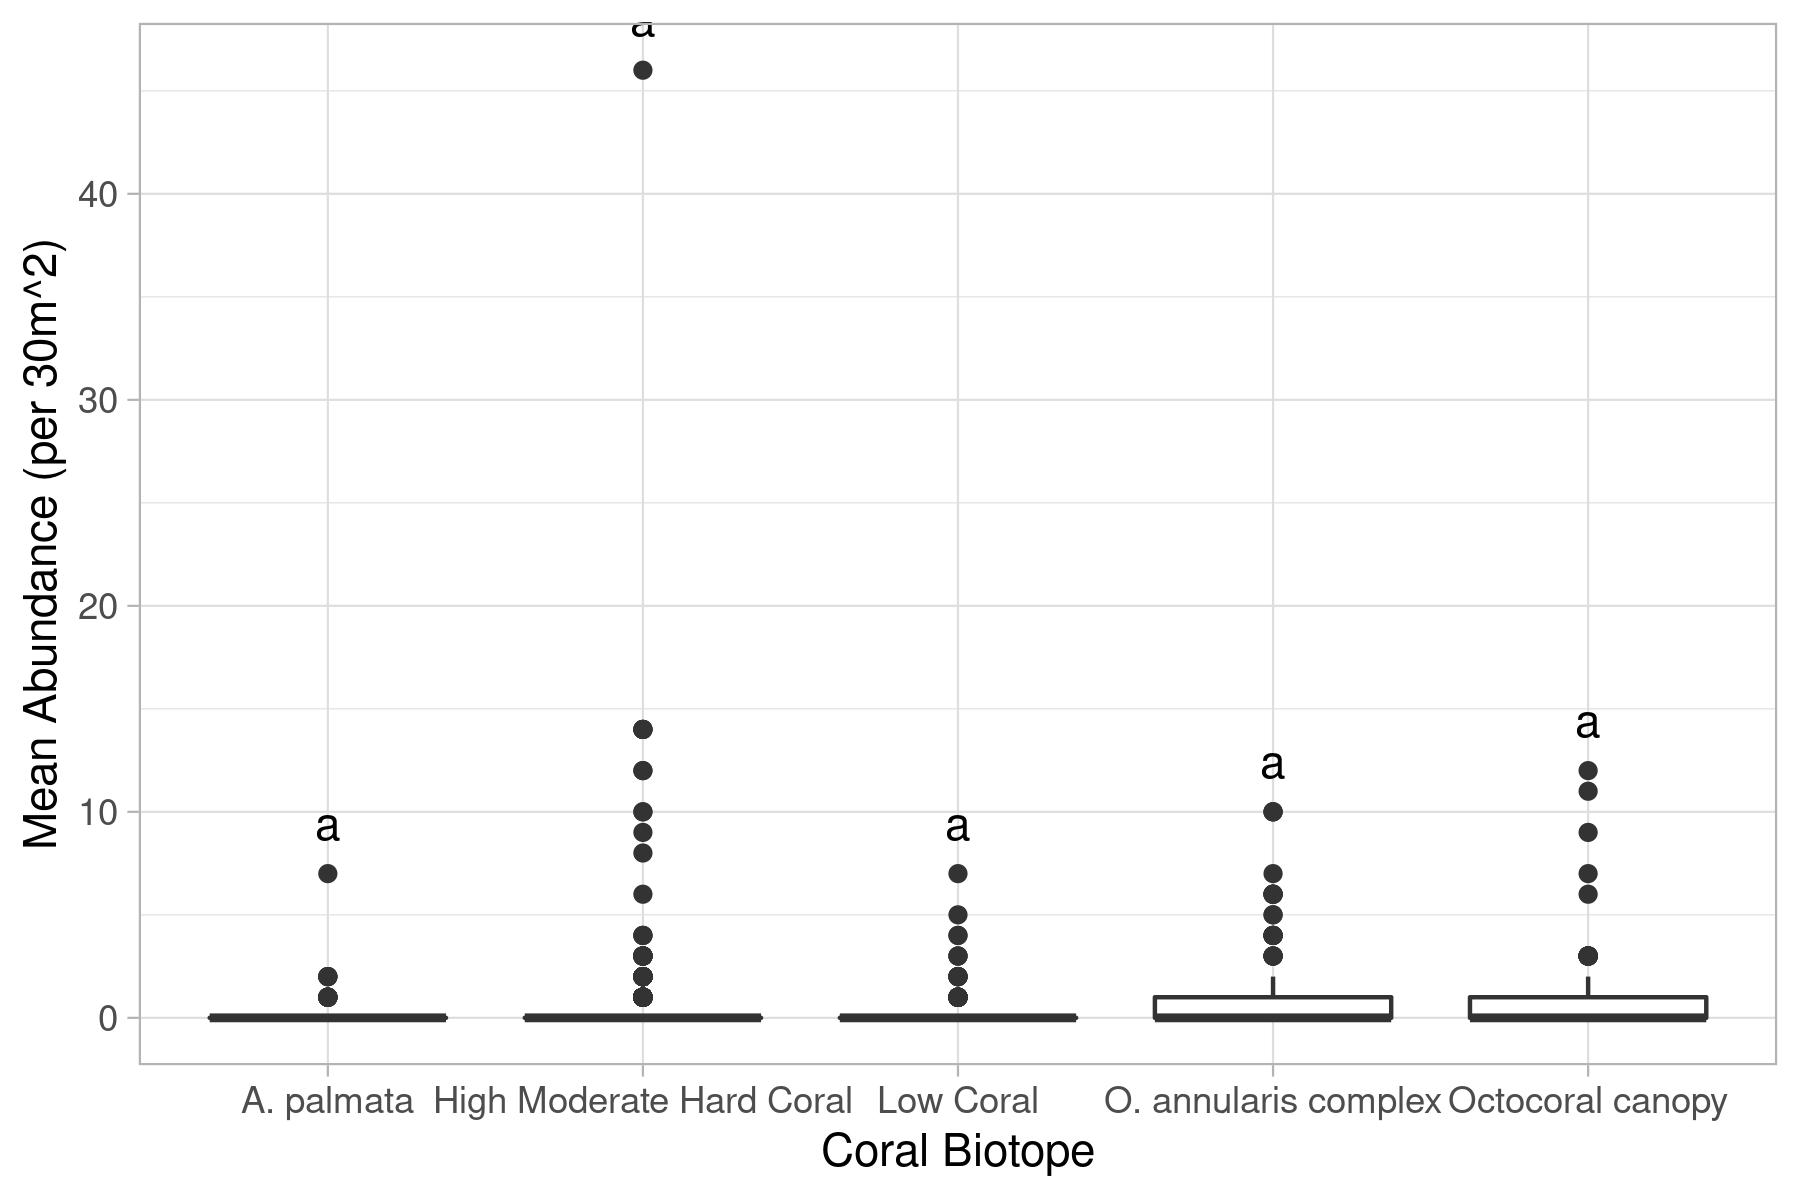 a
40
30
20
a
a
a
a
10
0
Mean Abundance (per 30m^2)
A. palmata High Moderate Hard Coral Low Coral O. annularis complex Octocoral canopy
Coral Biotope